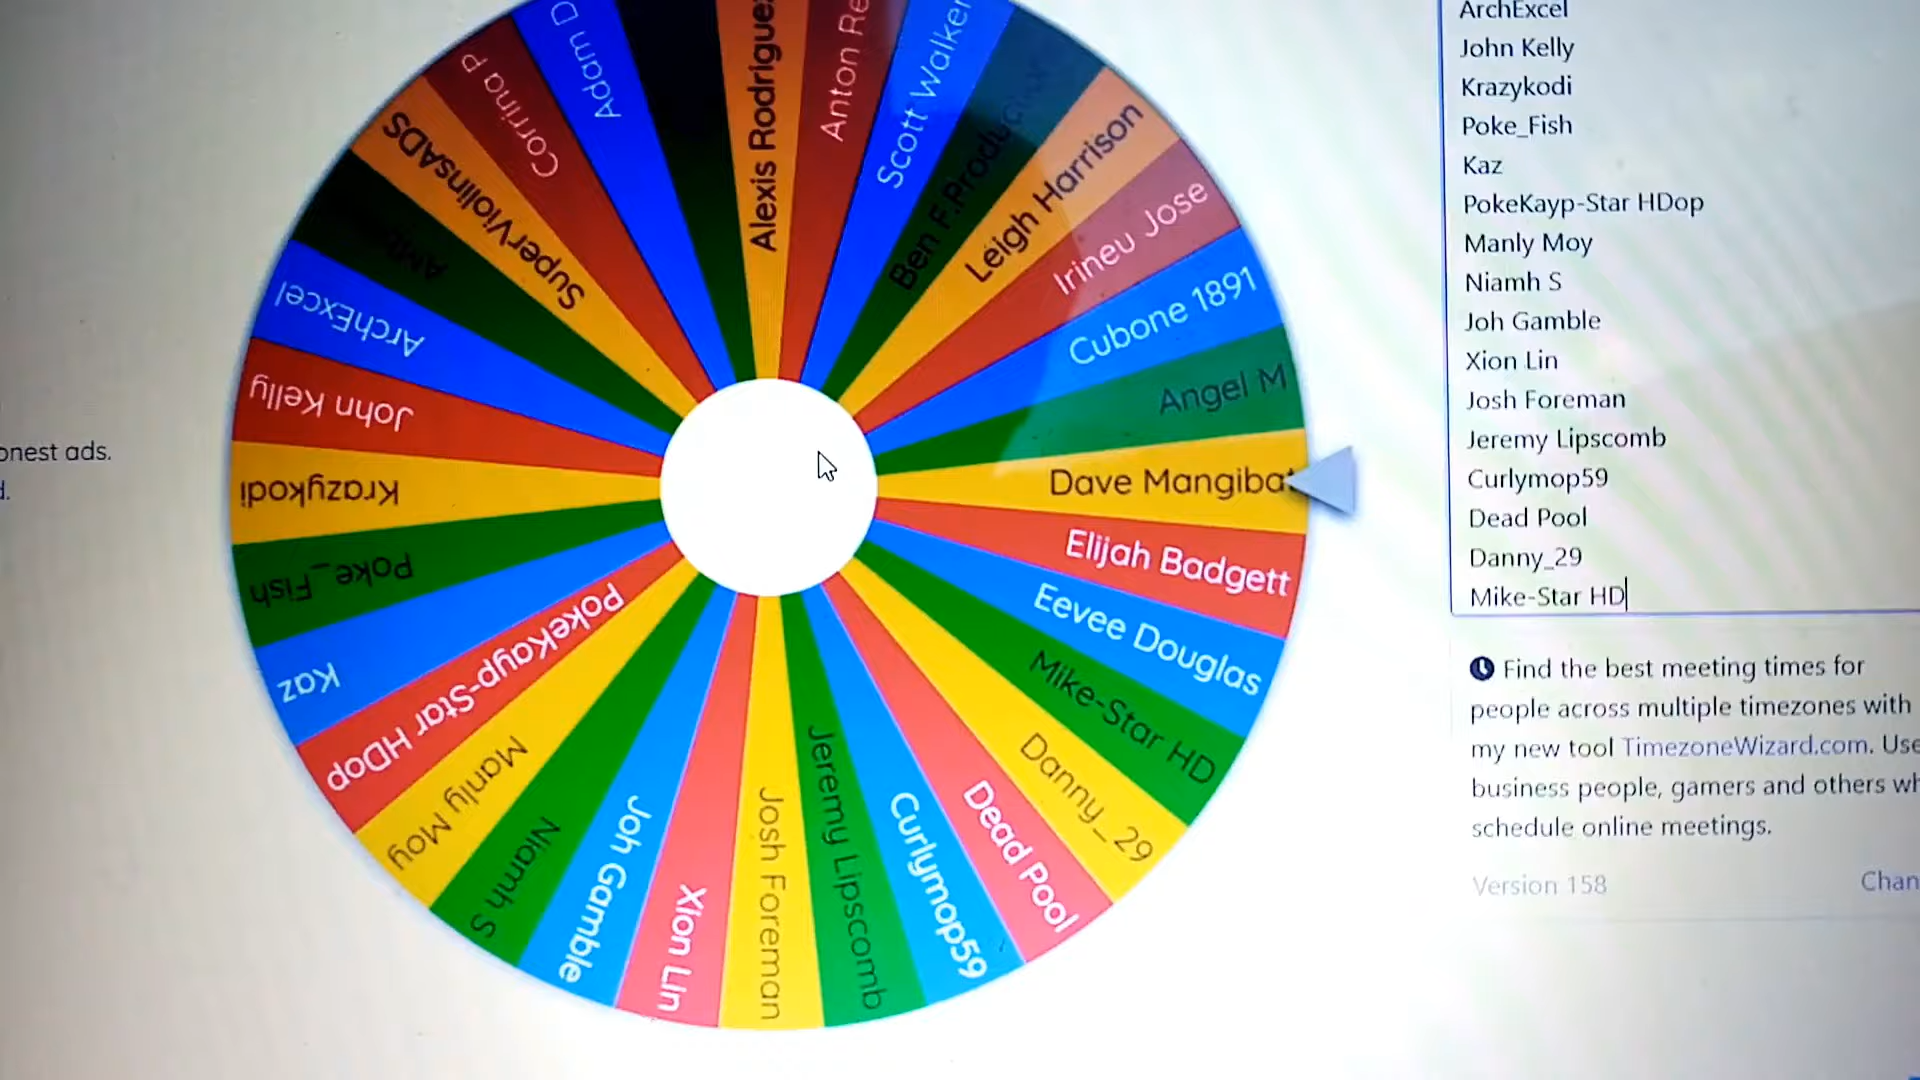 onest ads.
d.
Corrina P
Adam D
Alexis Rodrigue
Anton Re
Scott Walker
Ben F.Produ
Leigh Harrison
Irineu Jose
Cubone 1891
Angel M
Dave Mangiba
Elijah Badgett
Eevee Douglas
Mike-Star HD
Danny_29
Dead Pool
Curlymop59
Jeremy Lipscomb
Josh Foreman
Xion Lin
Joh Gamble
Niamh S
Manly Moy
PokeKayp-Star HDop
Kaz
Poke_Fish
Krazykodi
John Kelly
ArchExcel
SuperViolinsADS
ArchExcel
John Kelly
Krazykodi
Poke_Fish
Kaz
PokeKayp-Star HDop
Manly Moy
Niamh S
Joh Gamble
Xion Lin
Josh Foreman
Jeremy Lipscomb
Curlymop59
Dead Pool
Danny_29
Mike-Star HD
Find the best meeting times for
people across multiple timezones with
my new tool TimezoneWizard.com. Use
business people, gamers and others wh
schedule online meetings.
Version 158
Chan